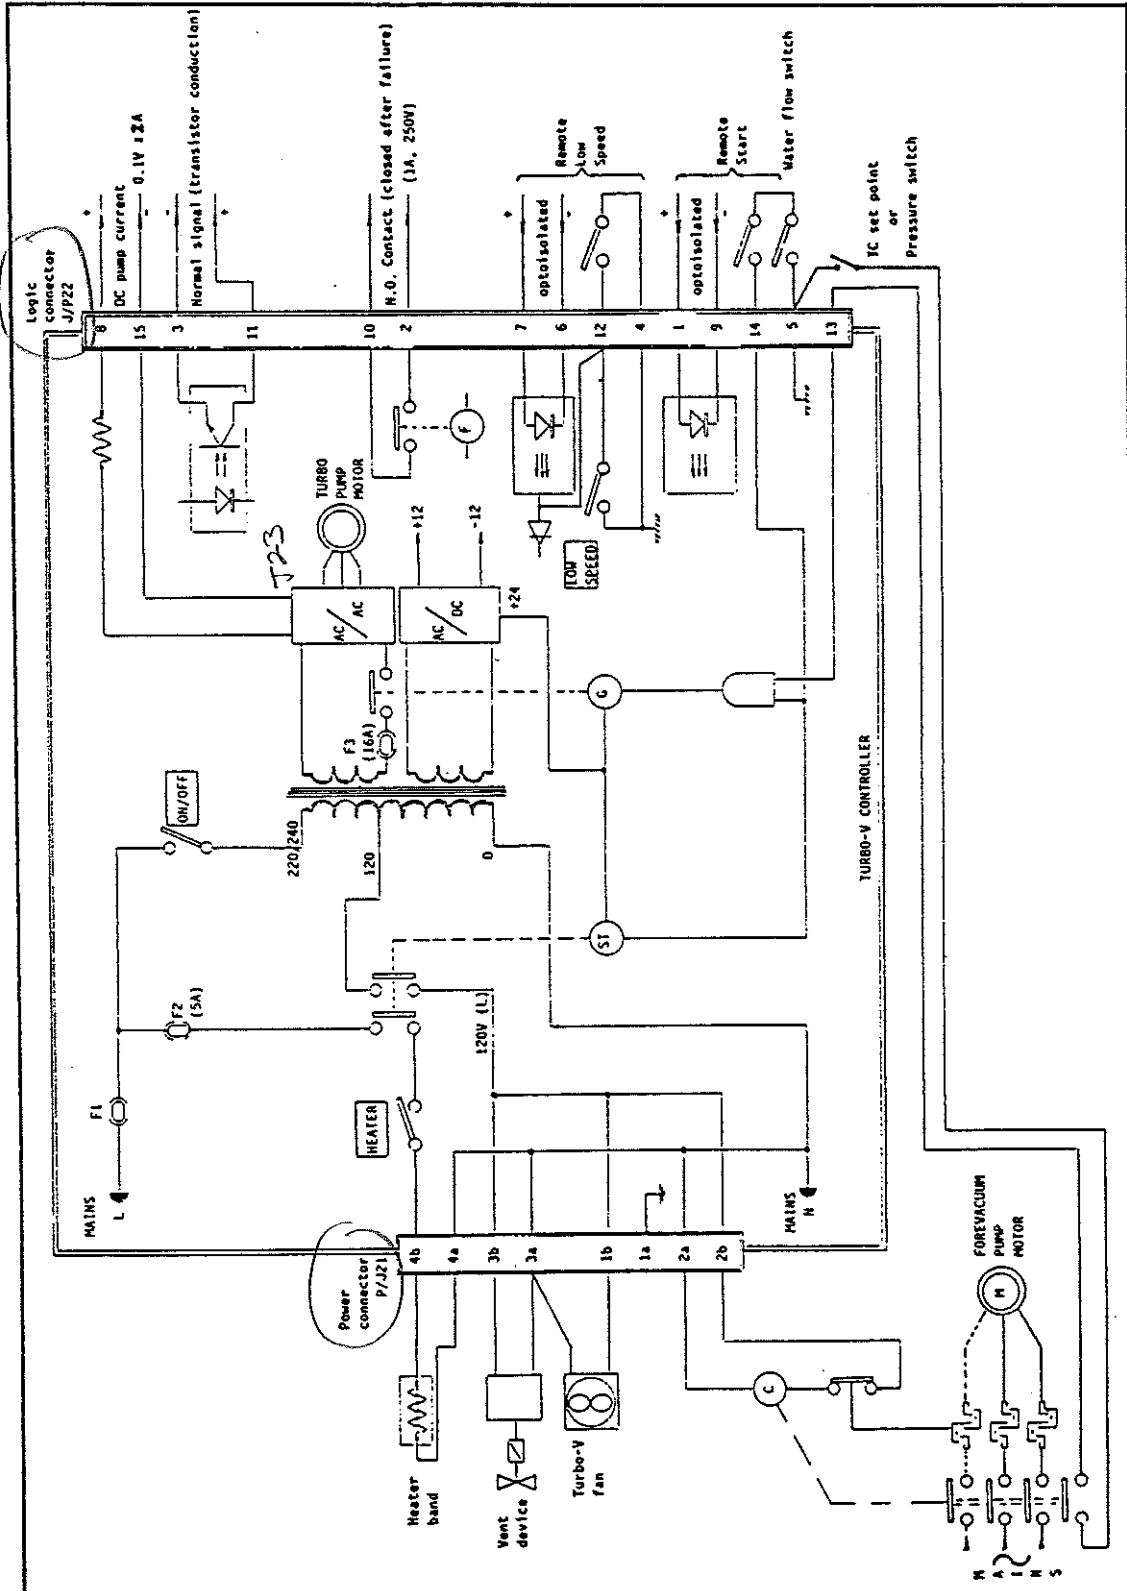 Logic
connector
J/P22
8
15
3
11
10
2
7
6
12
4
1
9
14
5
13
+
DC pump current
0.1V ± 2A
-
-
Normal signal (transistor conduction)
+
N.O. Contact (closed after failure)
(1A, 250V)
+
optoisolated
-
Remote
Low
Speed
+
optoisolated
-
Remote
Start
Water flow switch
TC set point
or
Pressure switch
J23
TURBO
PUMP
MOTOR
AC/AC
AC/DC
+12
-12
+24
F
LOW
SPEED
G
F3
(16A)
ON/OFF
220/240
120
0
ST
TURBO-V CONTROLLER
F1
F2
(5A)
MAINS
L
HEATER
120V (L)
MAINS
N
Power
connector
P/J21
4b
4a
3b
3a
1b
1a
2a
2b
Heater
band
Vent
device
Turbo-V
fan
C
FOREVACUUM
PUMP
MOTOR
M
M
A
I
N
S